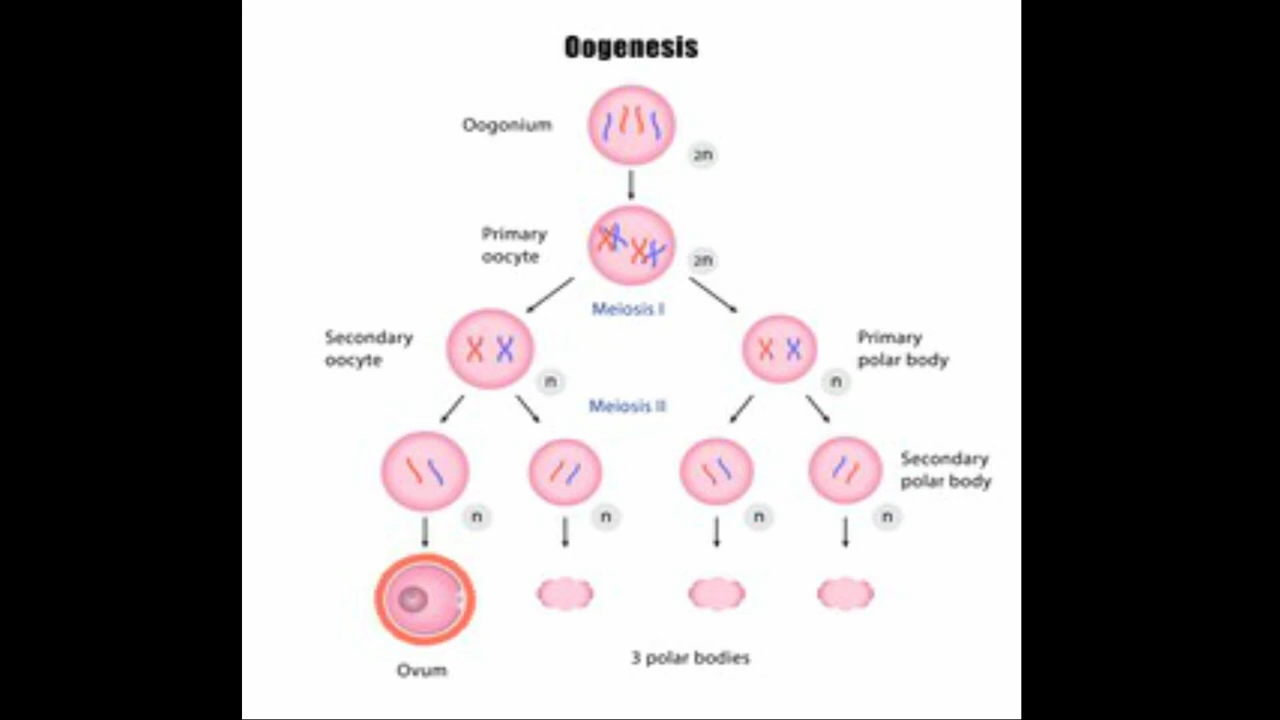 Oogenesis
Oogonium
2n
Primary
oocyte
2n
Meiosis I
Secondary
oocyte
n
Primary
polar body
n
Meiosis II
Secondary
polar body
n
n
n
n
Ovum
3 polar bodies